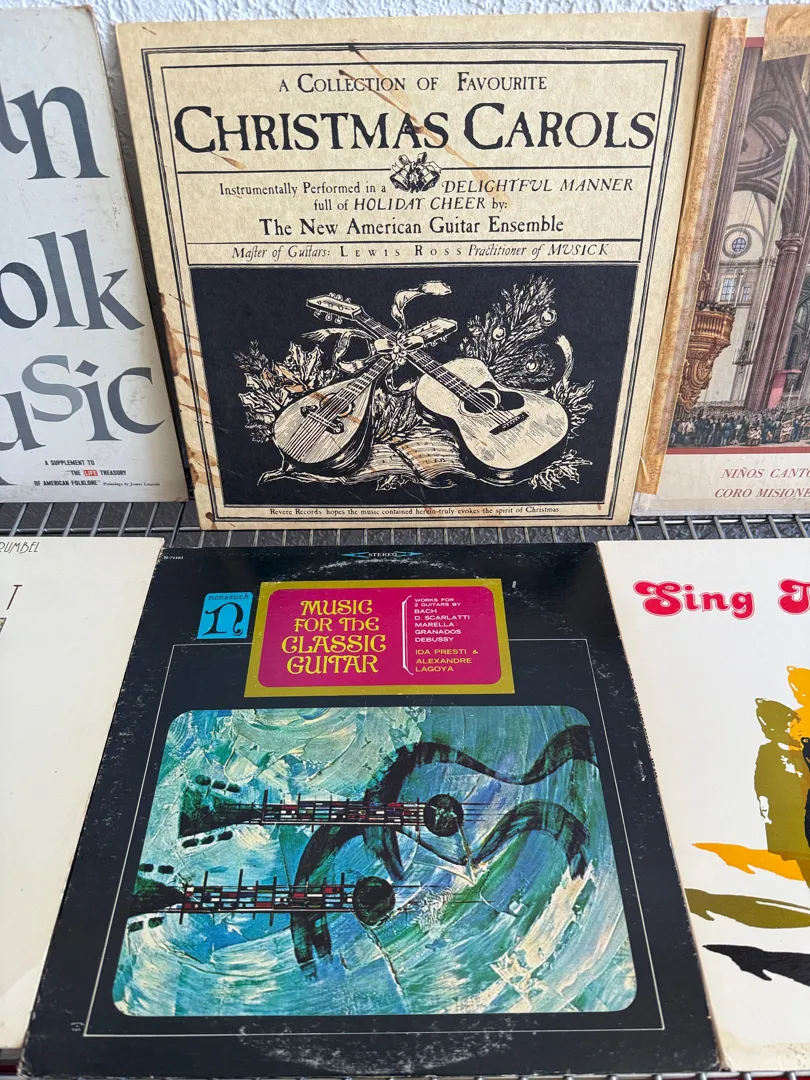 an
olk
usic
A SUPPLEMENT TO
"THE LIFE TREASURY
OF AMERICAN FOLKLORE"
A COLLECTION OF FAVOURITE
CHRISTMAS CAROLS
Instrumentally Performed in a DELIGHTFUL MANNER
full of HOLIDAY CHEER by:
The New American Guitar Ensemble
Maſter of Guitars: LEWIS ROSS Practitioner of MUSICK
Revere Records hopes the music contained herein truly evokes the spirit of Christmas
NIÑOS CANTO
CORO MISION
RUMBEL
T
STEREO
nonesuch
n
MUSIC
FOR THE
CLASSIC
GUITAR
WORKS FOR
2 GUITARS BY
BACH
D. SCARLATTI
MARELLA
GRANADOS
DEBUSSY
IDA PRESTI &
ALEXANDRE
LAGOYA
Sing